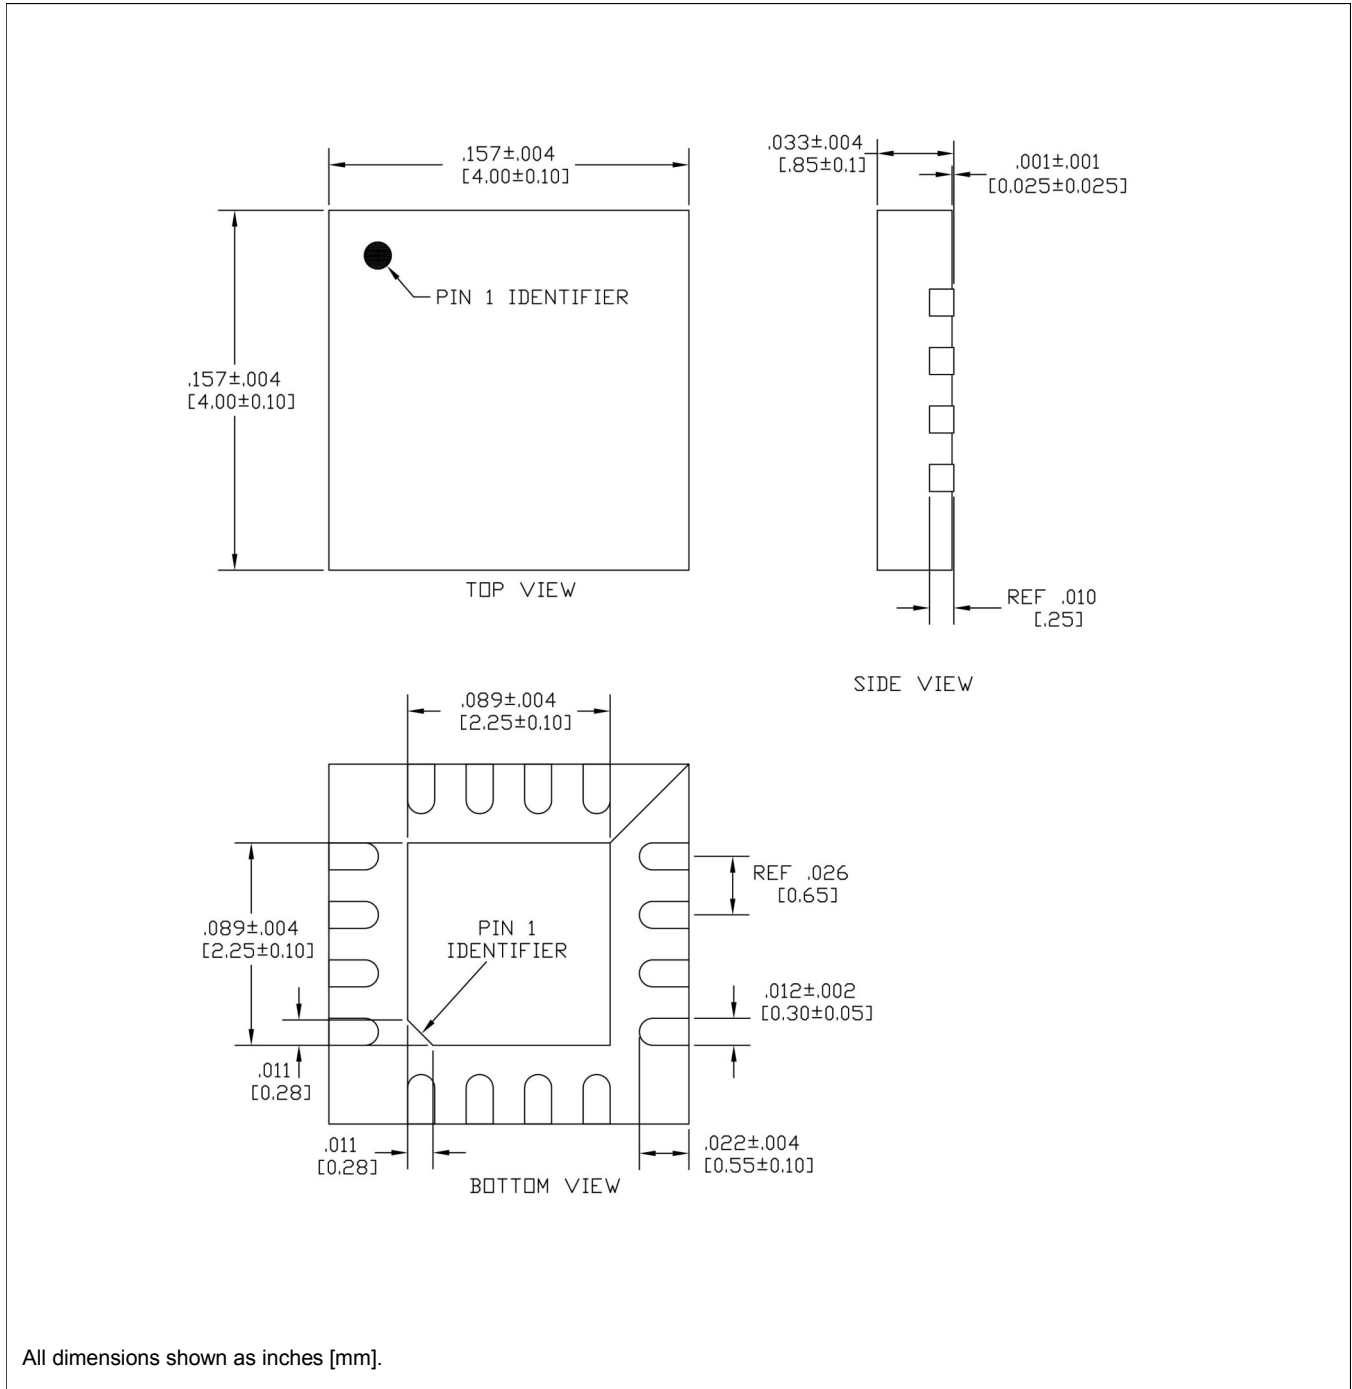 .157±.004
[4.00±0.10]
.033±.004
[.85±0.1]
.001±.001
[0.025±0.025]
PIN 1 IDENTIFIER
.157±.004
[4.00±0.10]
TOP VIEW
REF .010
[.25]
SIDE VIEW
.089±.004
[2.25±0.10]
REF .026
[0.65]
.089±.004
[2.25±0.10]
PIN 1
IDENTIFIER
.012±.002
[0.30±0.05]
.011
[0.28]
.011
[0.28]
.022±.004
[0.55±0.10]
BOTTOM VIEW
All dimensions shown as inches [mm].